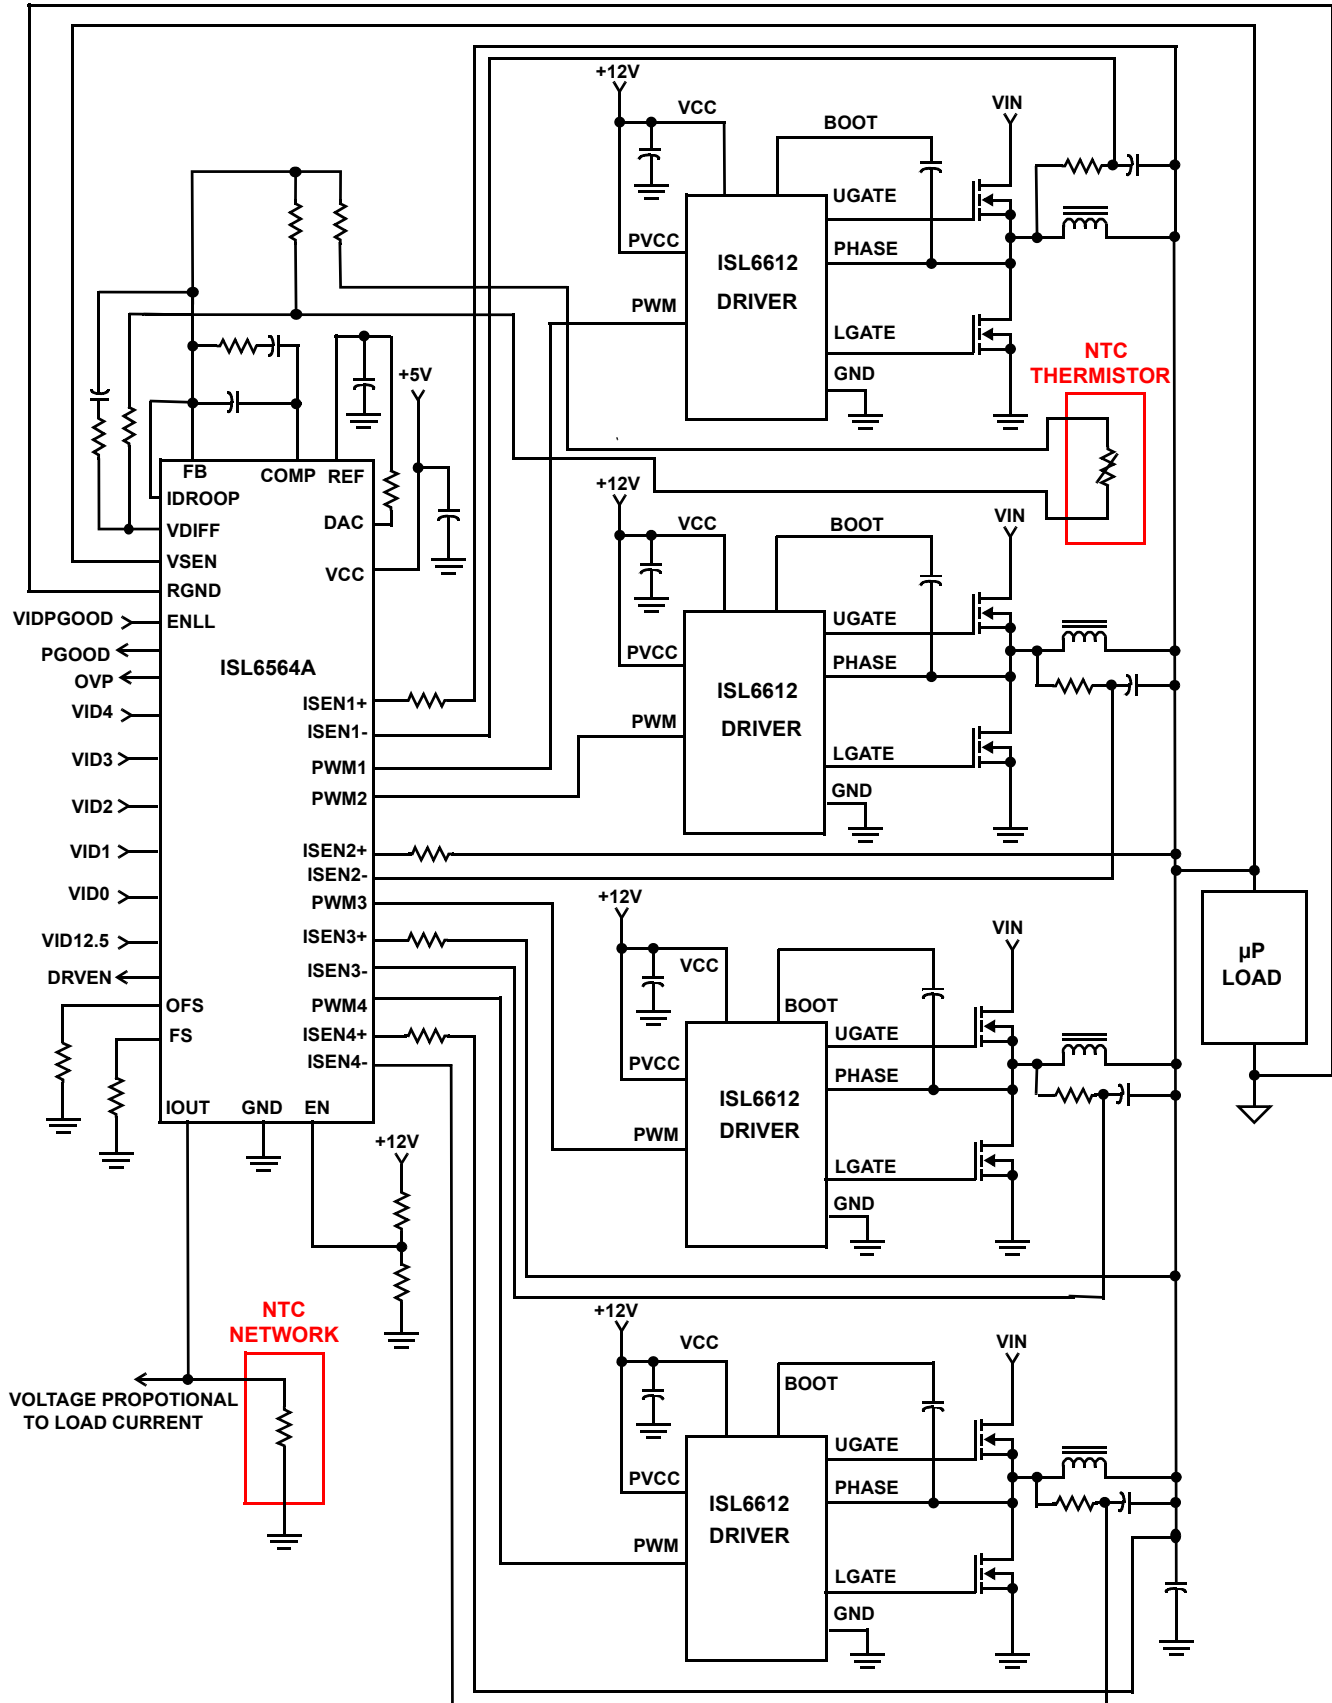 +12V
VCC
BOOT
VIN
UGATE
PVCC
PHASE
ISL6612
DRIVER
PWM
LGATE
GND
NTC
THERMISTOR
+5V
FB
COMP
REF
IDROOP
VDIFF
DAC
VSEN
VCC
RGND
VIDPGOOD
ENLL
PGOOD
OVP
ISL6564A
VID4
ISEN1+
ISEN1-
VID3
PWM1
VID2
PWM2
VID1
ISEN2+
ISEN2-
VID0
PWM3
ISEN3+
VID12.5
ISEN3-
DRVEN
OFS
PWM4
FS
ISEN4+
ISEN4-
IOUT
GND
EN
+12V
+12V
VCC
BOOT
VIN
UGATE
PVCC
PHASE
ISL6612
DRIVER
PWM
LGATE
GND
+12V
VCC
BOOT
VIN
UGATE
PVCC
PHASE
ISL6612
DRIVER
PWM
LGATE
GND
µP
LOAD
NTC
NETWORK
VOLTAGE PROPOTIONAL
TO LOAD CURRENT
+12V
VCC
BOOT
VIN
UGATE
PVCC
PHASE
ISL6612
DRIVER
PWM
LGATE
GND